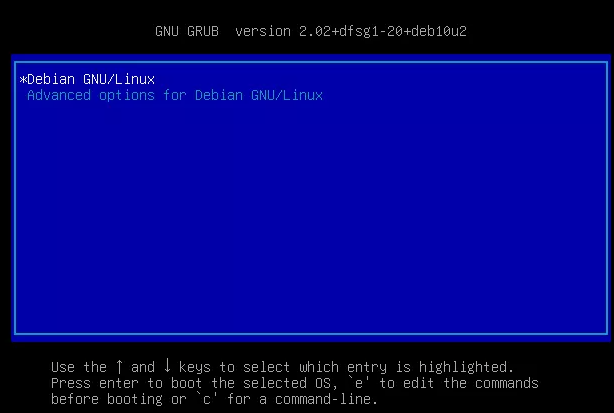 GNU GRUB  version 2.02+dfsg1-20+deb10u2
*Debian GNU/Linux
Advanced options for Debian GNU/Linux
Use the ↑ and ↓ keys to select which entry is highlighted.
Press enter to boot the selected OS, `e' to edit the commands
before booting or `c' for a command-line.